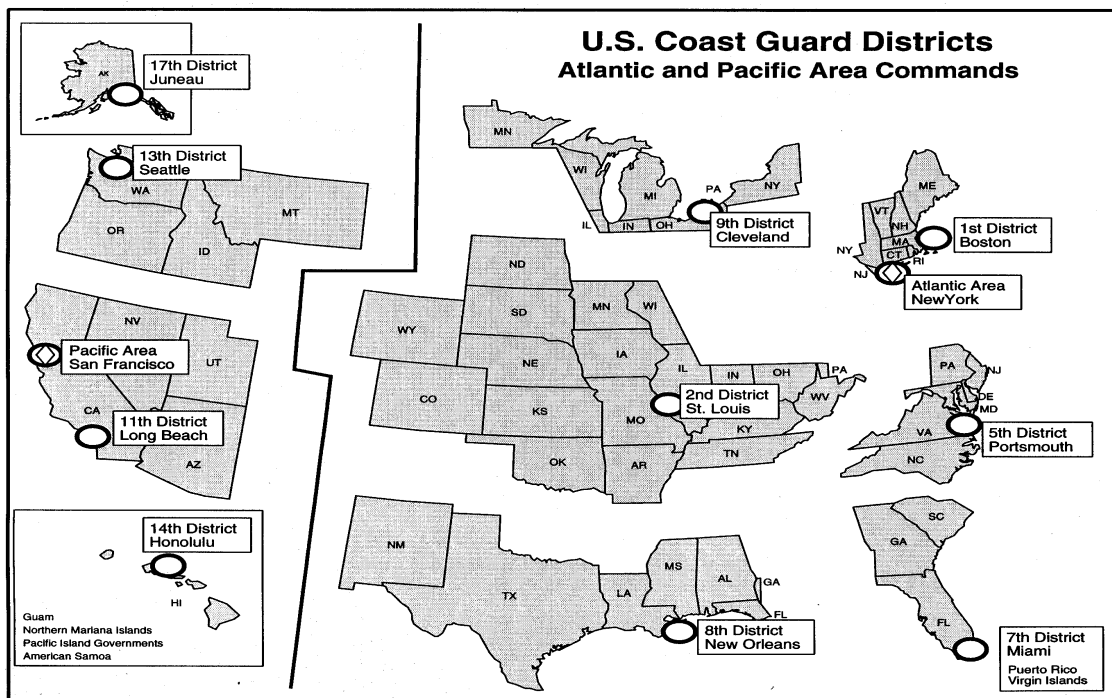 U.S. Coast Guard Districts
Atlantic and Pacific Area Commands
AK
17th District
Juneau
13th District
Seattle
WA
MT
OR
ID
NV
Pacific Area
San Francisco
UT
CA
11th District
Long Beach
AZ
14th District
Honolulu
HI
Guam
Northern Mariana Islands
Pacific Island Governments
American Samoa
MN
WI
MI
PA
NY
IL
IN
OH
9th District
Cleveland
ME
VT
NH
MA
CT
RI
NY
NJ
1st District
Boston
Atlantic Area
NewYork
ND
SD
MN
WI
WY
NE
IA
IL
IN
OH
PA
WV
CO
KS
MO
2nd District
St. Louis
KY
TN
OK
AR
PA
NJ
DE
MD
VA
NC
5th District
Portsmouth
NM
TX
LA
MS
AL
GA
FL
8th District
New Orleans
SC
GA
FL
7th District
Miami
Puerto Rico
Virgin Islands